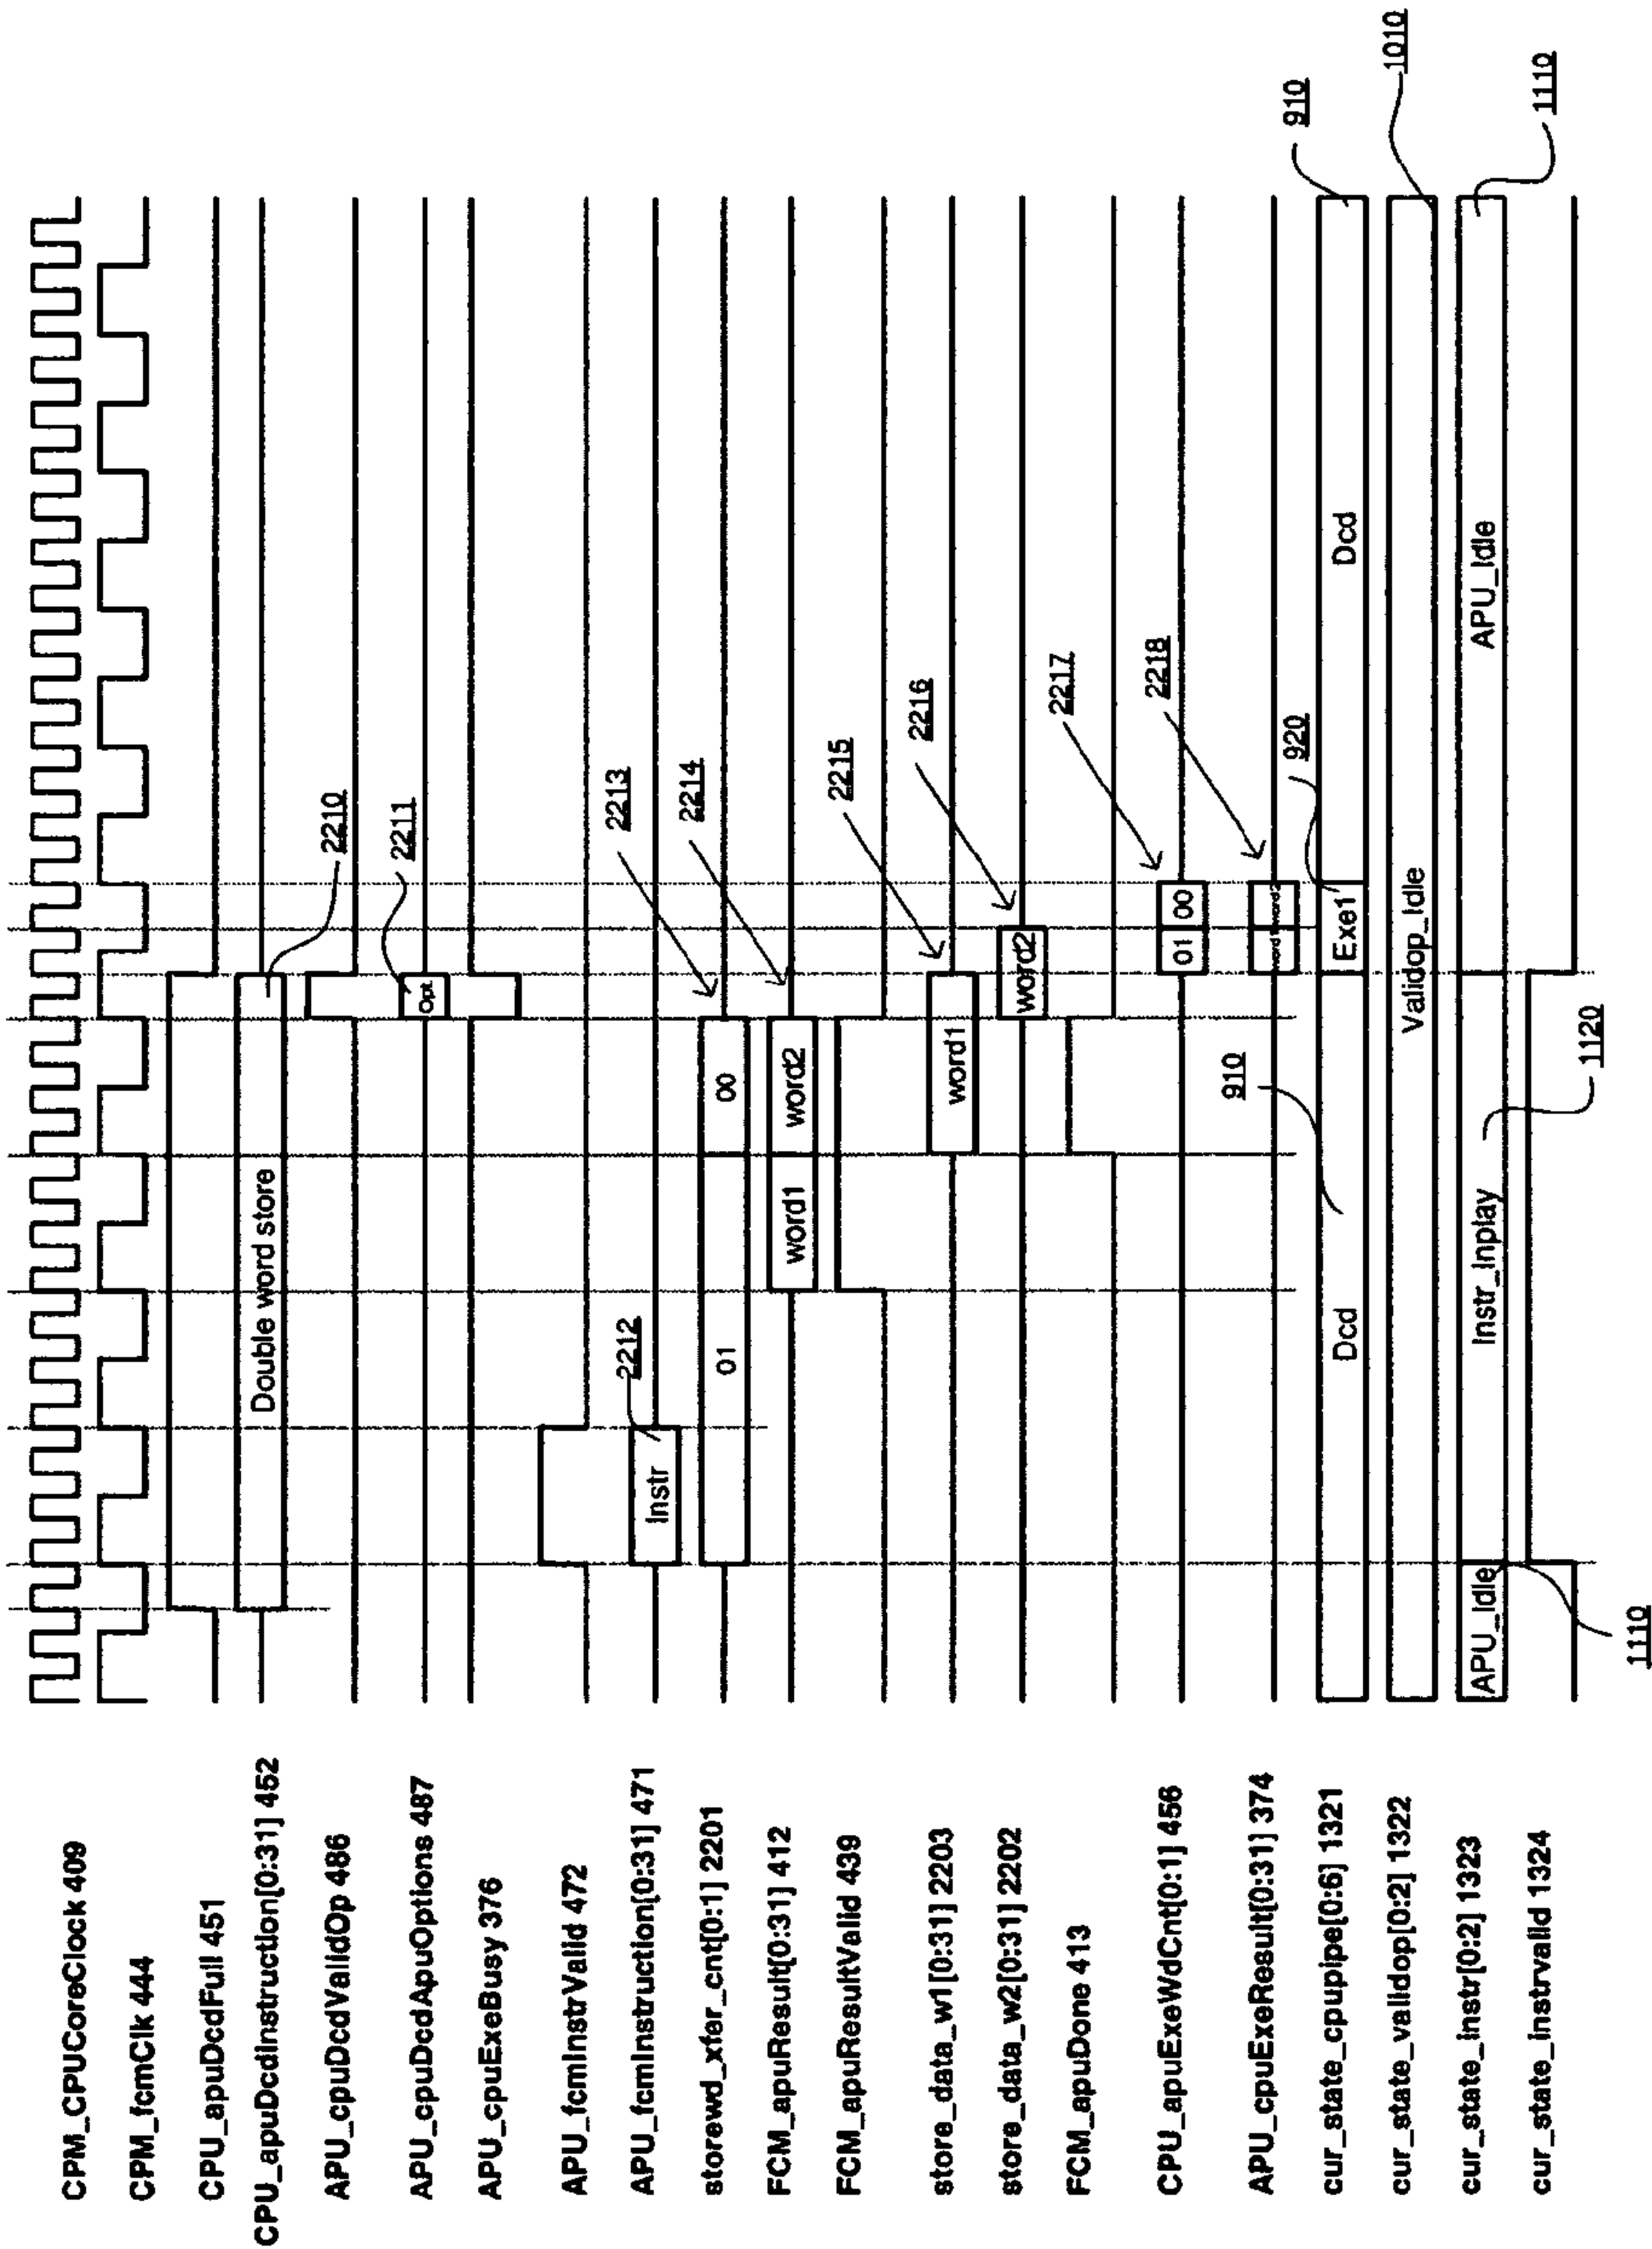 CPM_CPUCoreClock 409
CPM_fcmClk 444
CPU_apuDcdFull 451
CPU_apuDcdInstruction[0:31] 452
Double word store
2210
APU_cpuDcdValidOp 486
APU_cpuDcdApuOptions 487
Opt
2211
APU_cpuExeBusy 376
APU_fcmInstrValid 472
APU_fcmInstruction[0:31] 471
Instr
2212
storewd_xfer_cnt[0:1] 2201
01
00
2213
FCM_apuResult[0:31] 412
word1
word2
2214
FCM_apuResultValid 439
store_data_w1[0:31] 2203
word1
2215
store_data_w2[0:31] 2202
word2
2216
FCM_apuDone 413
CPU_apuExeWdCnt[0:1] 456
01
00
2217
APU_cpuExeResult[0:31] 374
word1
word2
2218
cur_state_cpupipe[0:6] 1321
Dcd
910
Exe1
920
Dcd
910
cur_state_validop[0:2] 1322
Validop_Idle
1010
cur_state_instr[0:2] 1323
APU_Idle
1110
Instr_Inplay
1120
APU_Idle
1110
cur_state_instrvalid 1324